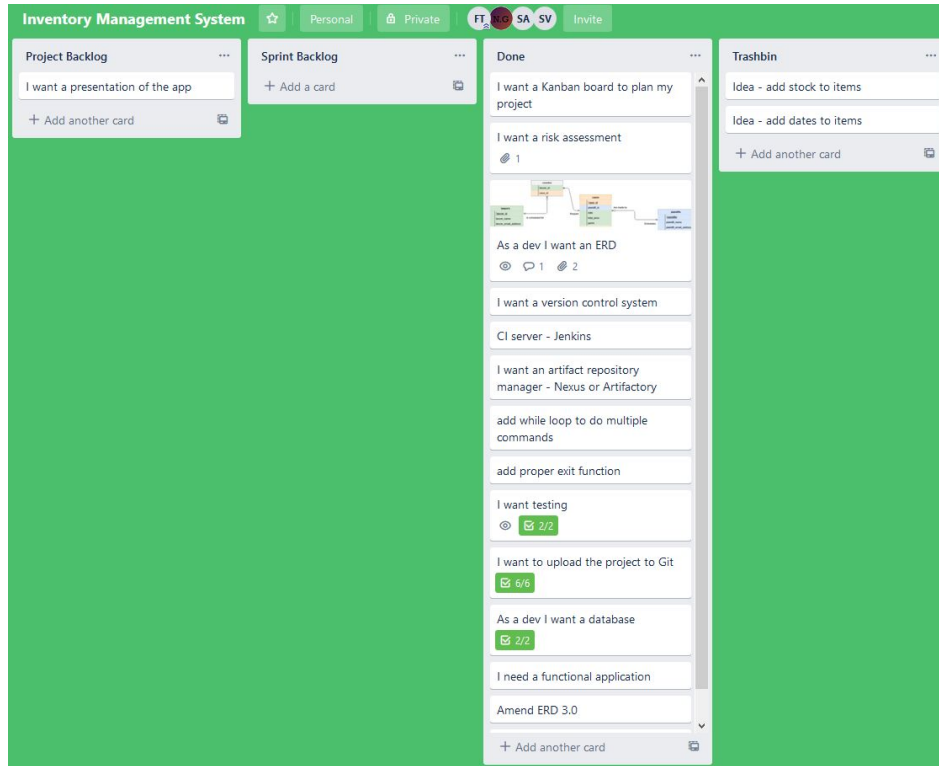 Inventory Management System
Personal
Private
FT
N.G
SA
SV
Invite
Project Backlog
I want a presentation of the app
+ Add another card
Sprint Backlog
+ Add a card
Done
I want a Kanban board to plan my
project
I want a risk assessment
1
As a dev I want an ERD
1
2
I want a version control system
CI server - Jenkins
I want an artifact repository
manager - Nexus or Artifactory
add while loop to do multiple
commands
add proper exit function
I want testing
2/2
I want to upload the project to Git
6/6
As a dev I want a database
2/2
I need a functional application
Amend ERD 3.0
+ Add another card
Trashbin
Idea - add stock to items
Idea - add dates to items
+ Add another card